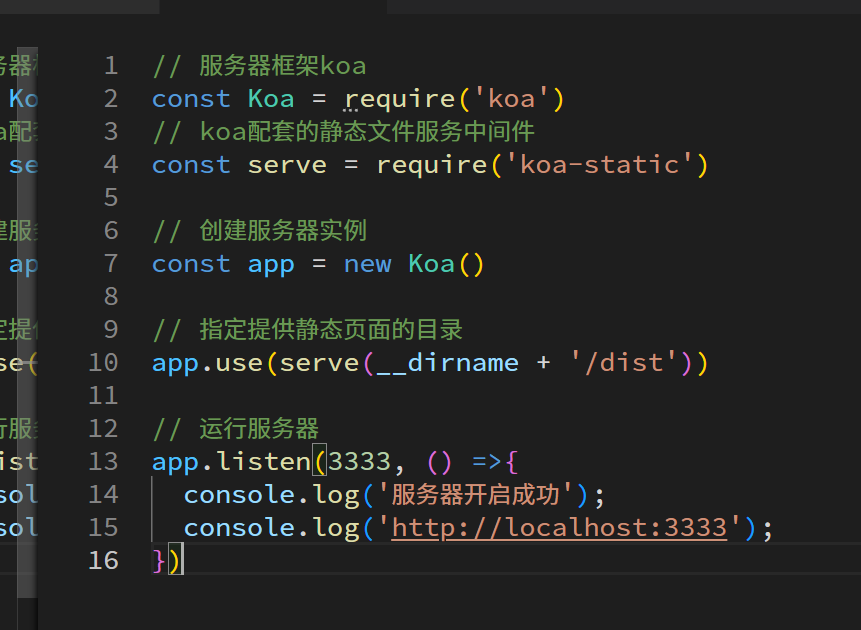 1 // 服务器框架koa
2 const Koa = require('koa')
3 // koa配套的静态文件服务中间件
4 const serve = require('koa-static')
5
6 // 创建服务器实例
7 const app = new Koa()
8
9 // 指定提供静态页面的目录
10 app.use(serve(__dirname + '/dist'))
11
12 // 运行服务器
13 app.listen(3333, () =>{
14 console.log('服务器开启成功');
15 console.log('http://localhost:3333');
16 })